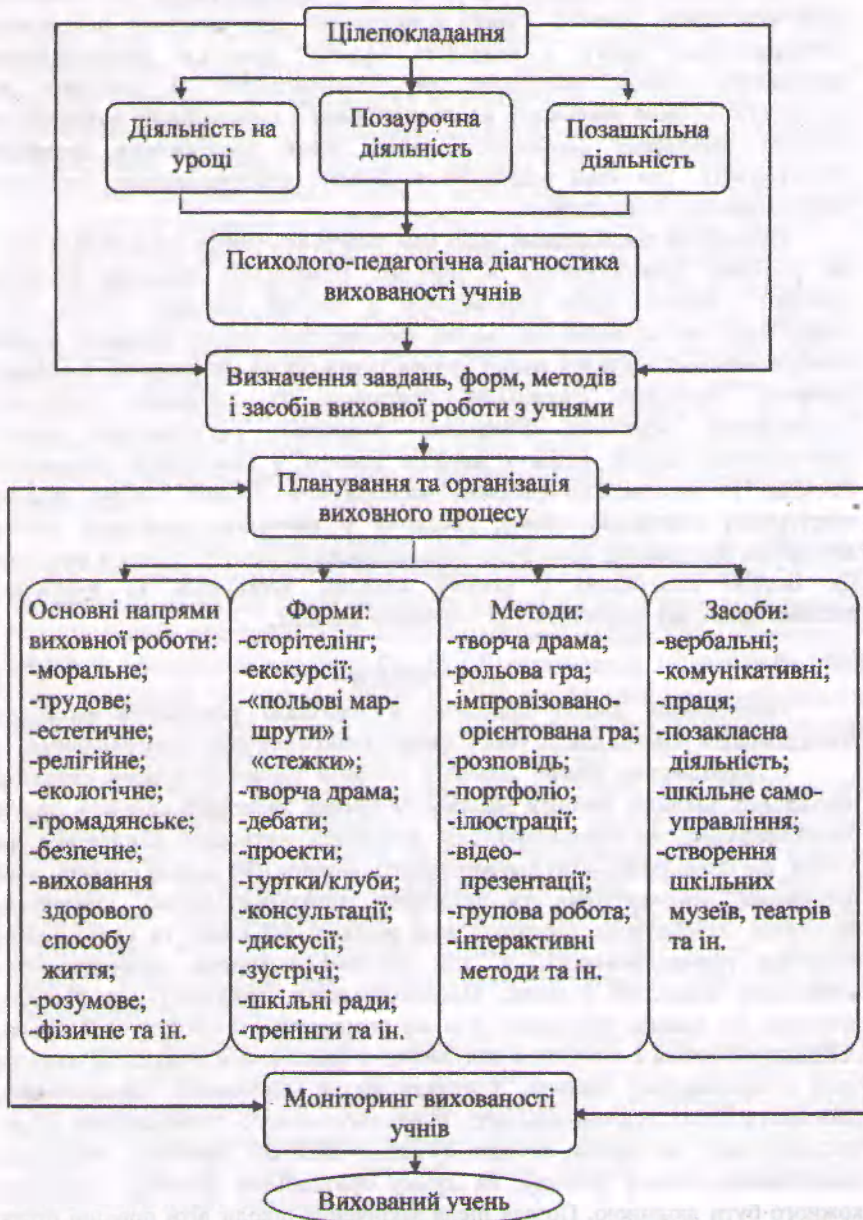 Цілепокладання
Діяльність на
уроці
Позаурочна
діяльність
Позашкільна
діяльність
Психолого-педагогічна діагностика
вихованості учнів
Визначення завдань, форм, методів
і засобів виховної роботи з учнями
Планування та організація
виховного процесу
Основні напрями
виховної роботи:
-моральне;
-трудове;
-естетичне;
-релігійне;
-екологічне;
-громадянське;
-безпечне;
-виховання
здорового
способу
життя;
-розумове;
-фізичне та ін.
Форми:
-сторітелінг;
-екскурсії;
-«польові мар-
шрути» і
«стежки»;
-творча драма;
-дебати;
-проекти;
-гуртки/клуби;
-консультації;
-дискусії;
-зустрічі;
-шкільні ради;
-тренінги та ін.
Методи:
-творча драма;
-рольова гра;
-імпровізовано-
орієнтована гра;
-розповідь;
-портфоліо;
-ілюстрації;
-відео-
презентації;
-групова робота;
-інтерактивні
методи та ін.
Засоби:
-вербальні;
-комунікативні;
-праця;
-позакласна
діяльність;
-шкільне само-
управління;
-створення
шкільних
музеїв, театрів
та ін.
Моніторинг вихованості
учнів
Вихований учень